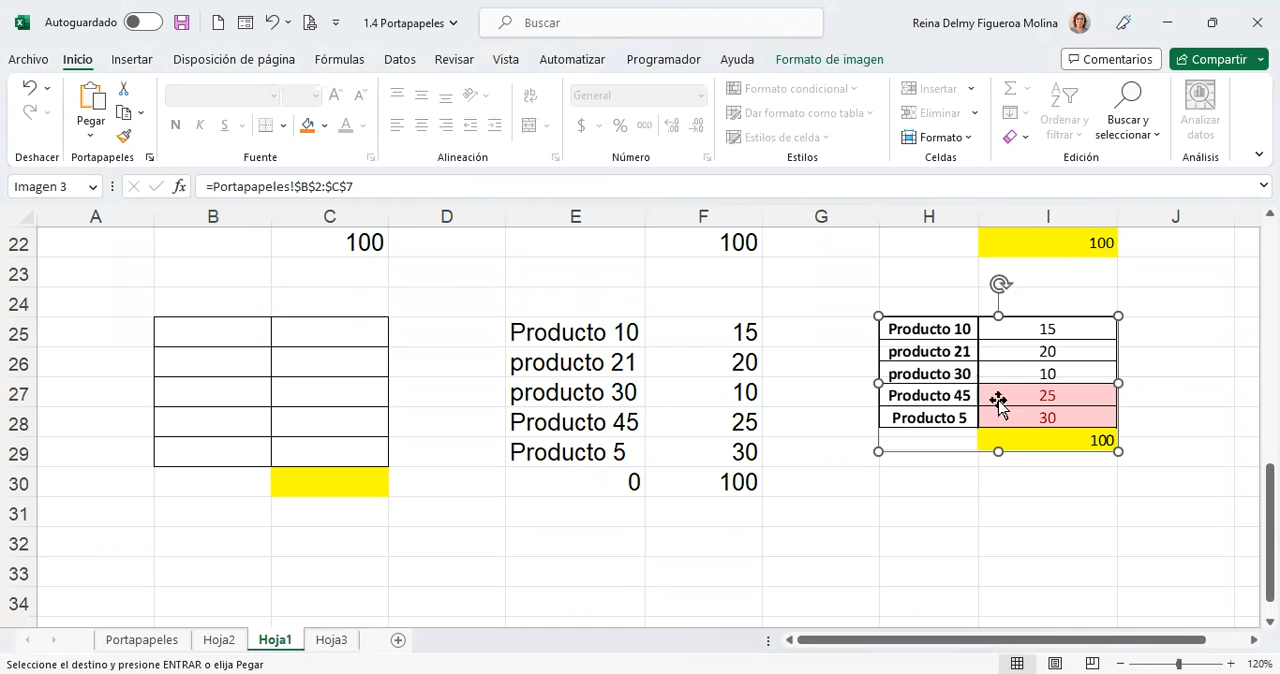 Autoguardado 1.4 Portapapeles Buscar Reina Delmy Figueroa Molina
Archivo Inicio Insertar Disposición de página Fórmulas Datos Revisar Vista Automatizar Programador Ayuda Formato de imagen Comentarios Compartir
Pegar
General
Formato condicional
Dar formato como tabla
Estilos de celda
Insertar
Eliminar
Formato
Ordenar y filtrar
Buscar y seleccionar
Analizar datos
N K S A A A ab $ % 000
Deshacer Portapapeles Fuente Alineación Número Estilos Celdas Edición Análisis
Imagen 3 fx =Portapapeles!$B$2:$C$7
A B C D E F G H I J
22 100 100 100
23
24
25 Producto 10 15 Producto 10 15
26 producto 21 20 producto 21 20
27 producto 30 10 producto 30 10
28 Producto 45 25 Producto 45 25
29 Producto 5 30 Producto 5 30
30 0 100 100
31
32
33
34
Portapapeles Hoja2 Hoja1 Hoja3
Seleccione el destino y presione ENTRAR o elija Pegar 120%